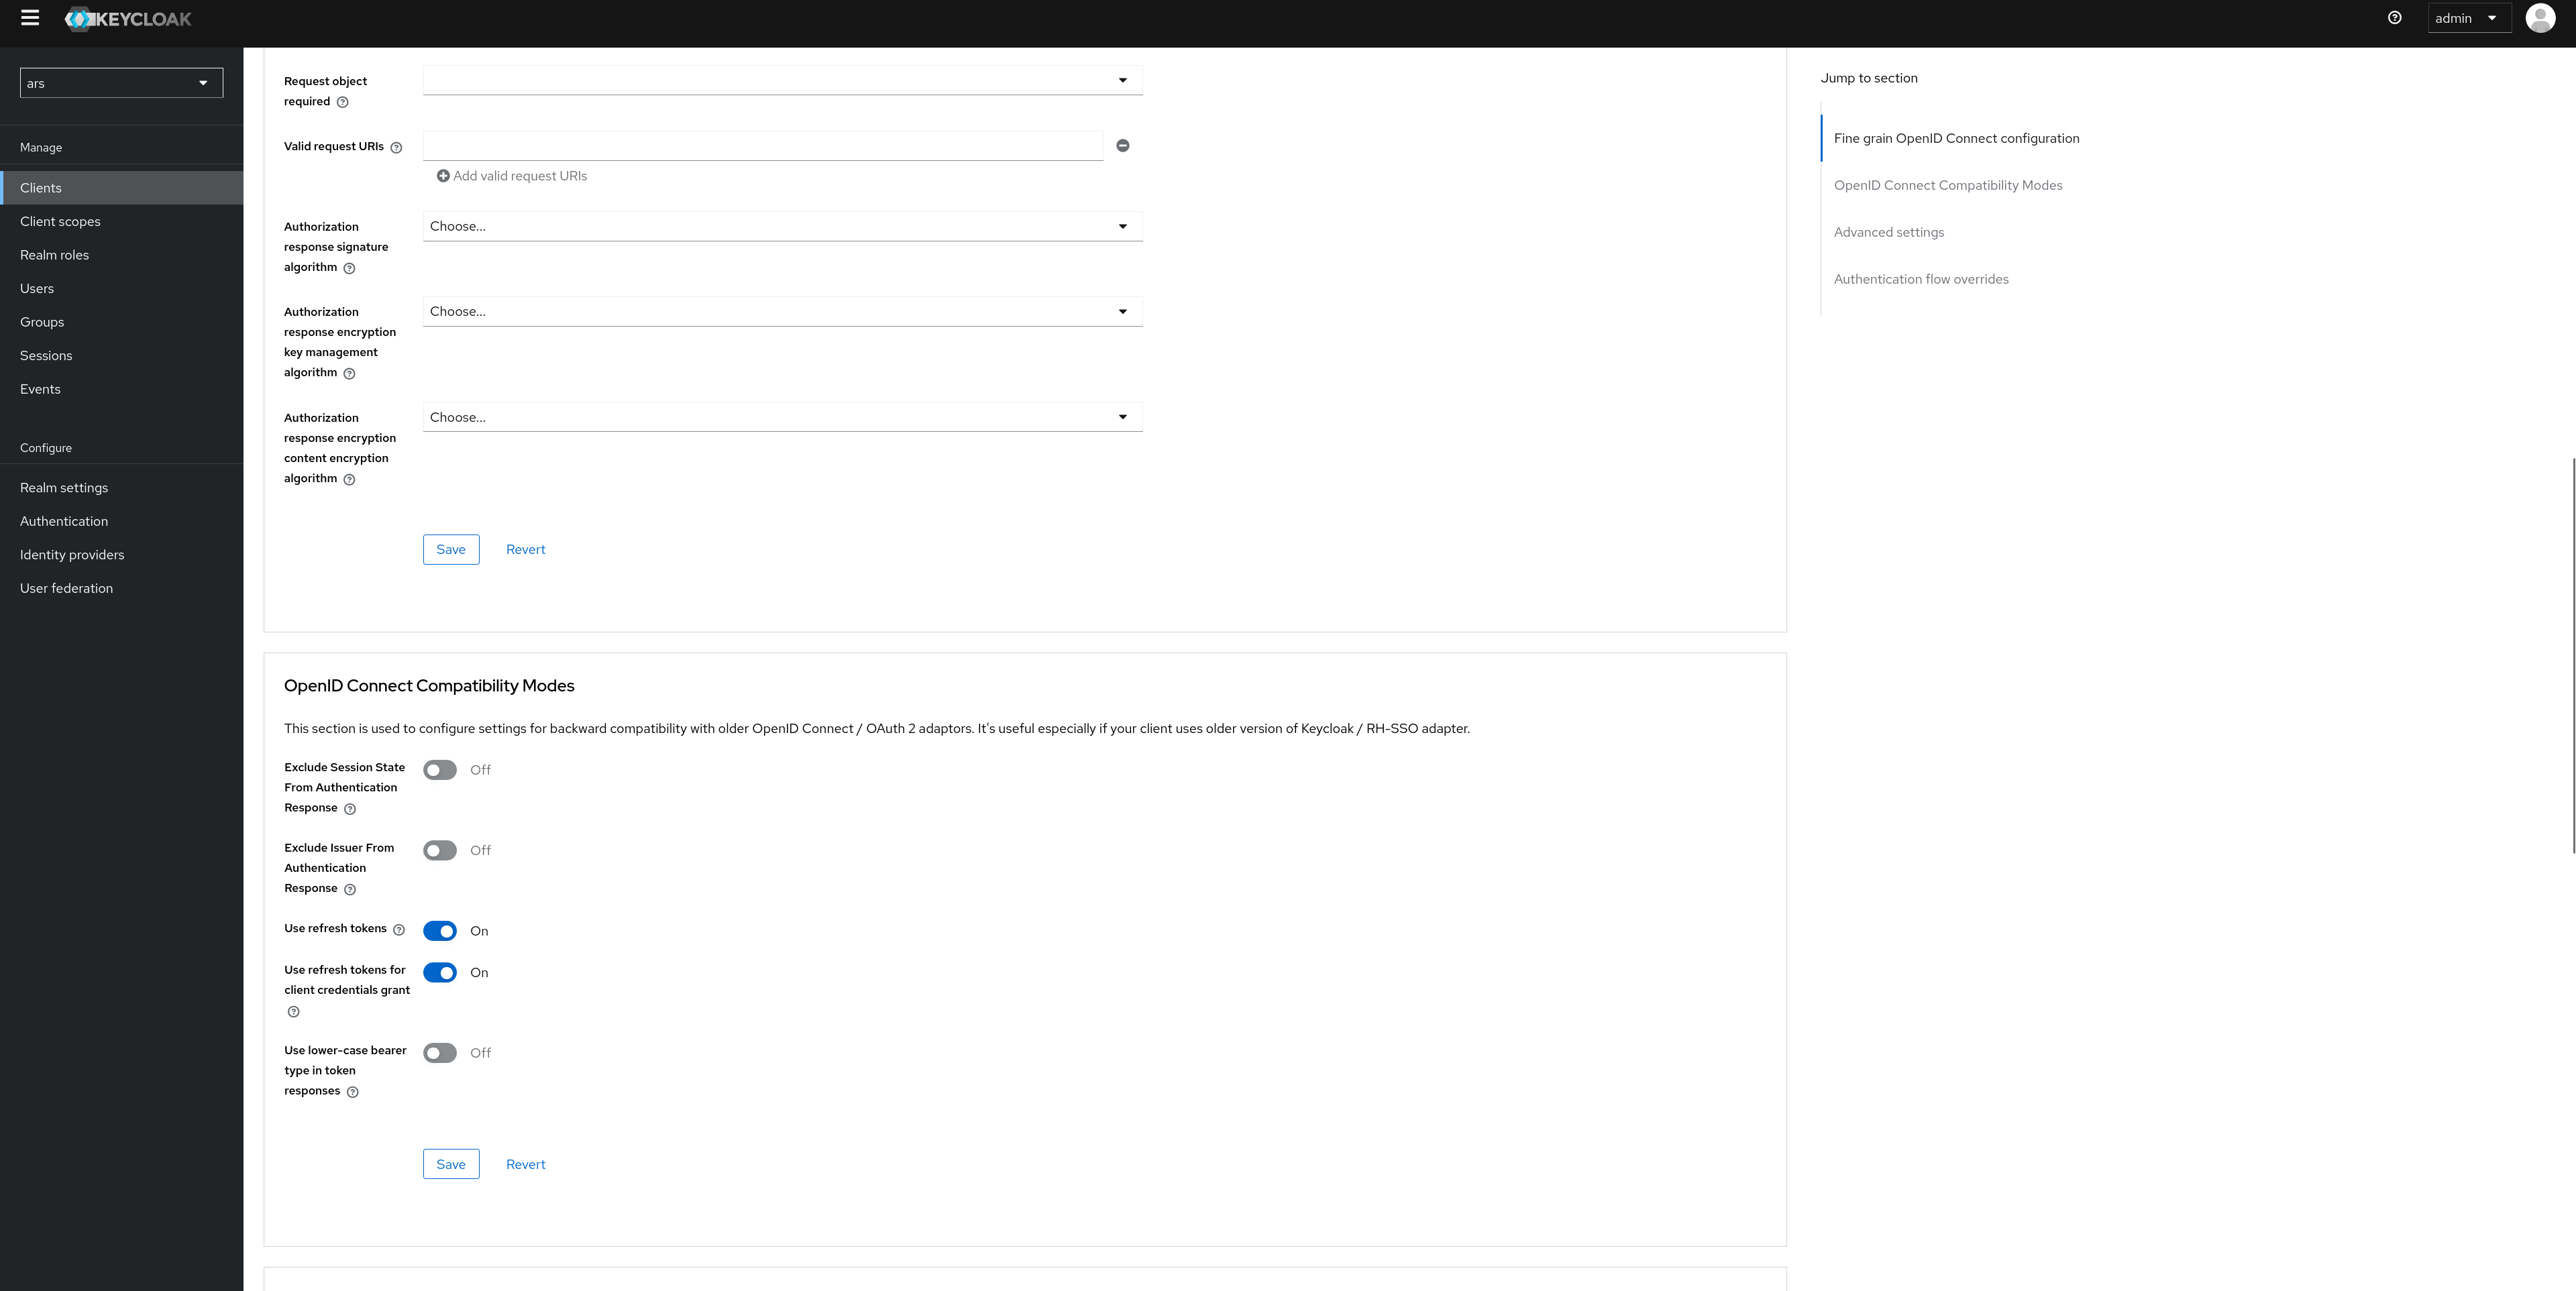 KEYCLOAK
admin
ars
Manage
Clients
Client scopes
Realm roles
Users
Groups
Sessions
Events
Configure
Realm settings
Authentication
Identity providers
User federation
Request object
required
Valid request URIs
Add valid request URIs
Authorization
response signature
algorithm
Choose...
Authorization
response encryption
key management
algorithm
Choose...
Authorization
response encryption
content encryption
algorithm
Choose...
Save Revert
OpenID Connect Compatibility Modes
This section is used to configure settings for backward compatibility with older OpenID Connect / OAuth 2 adaptors. It's useful especially if your client uses older version of Keycloak / RH-SSO adapter.
Exclude Session State
From Authentication
Response
Off
Exclude Issuer From
Authentication
Response
Off
Use refresh tokens
On
Use refresh tokens for
client credentials grant
On
Use lower-case bearer
type in token
responses
Off
Save Revert
Jump to section
Fine grain OpenID Connect configuration
OpenID Connect Compatibility Modes
Advanced settings
Authentication flow overrides